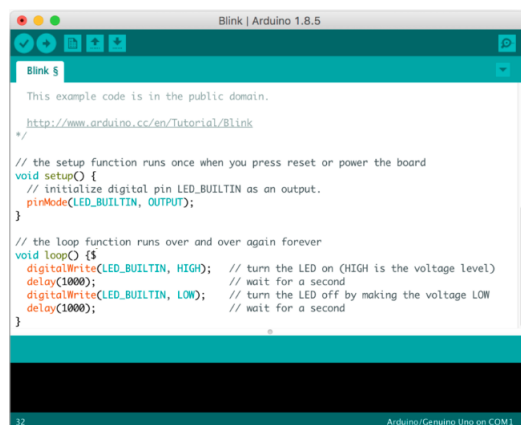 Blink | Arduino 1.8.5
Blink §
This example code is in the public domain.
http://www.arduino.cc/en/Tutorial/Blink
*/
// the setup function runs once when you press reset or power the board
void setup() {
  // initialize digital pin LED_BUILTIN as an output.
  pinMode(LED_BUILTIN, OUTPUT);
}
// the loop function runs over and over again forever
void loop() {$
  digitalWrite(LED_BUILTIN, HIGH);   // turn the LED on (HIGH is the voltage level)
  delay(1000);                       // wait for a second
  digitalWrite(LED_BUILTIN, LOW);    // turn the LED off by making the voltage LOW
  delay(1000);                       // wait for a second
}
32 Arduino/Genuino Uno on COM1